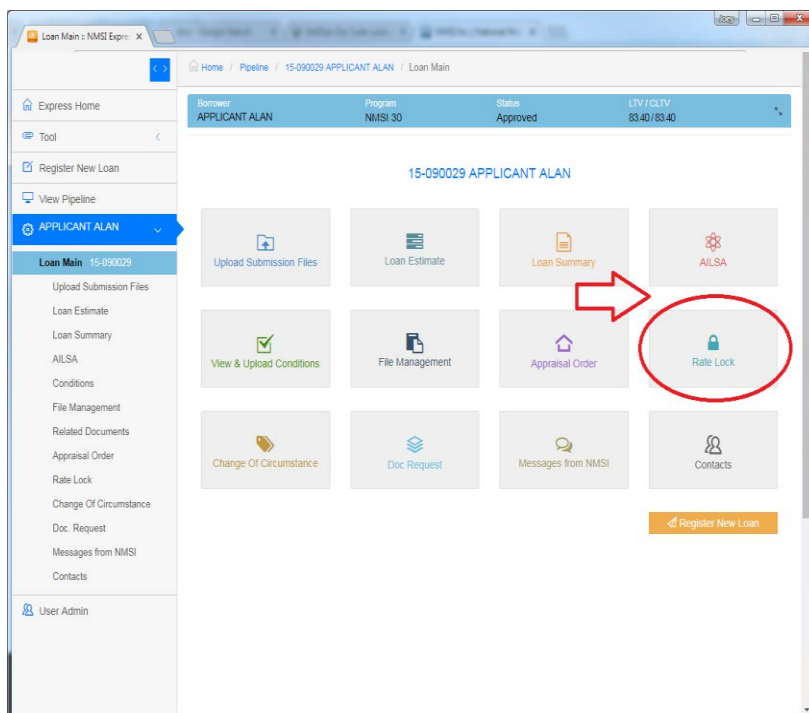 Joey
Loan Main :: NMSI Expre
Home / Pipeline / 15-090029 APPLICANT ALAN / Loan Main
Borrower Program Status LTV / CLTV
APPLICANT ALAN NMSI 30 Approved 83.40 / 83.40
Express Home
Tool
Register New Loan
View Pipeline
APPLICANT ALAN
Loan Main 15-090029
Upload Submission Files
Loan Estimate
Loan Summary
AILSA
Conditions
File Management
Related Documents
Appraisal Order
Rate Lock
Change Of Circumstance
Doc. Request
Messages from NMSI
Contacts
User Admin
15-090029 APPLICANT ALAN
Upload Submission Files Loan Estimate Loan Summary AILSA
View & Upload Conditions File Management Appraisal Order Rate Lock
Change Of Circumstance Doc Request Messages from NMSI Contacts
Register New Loan